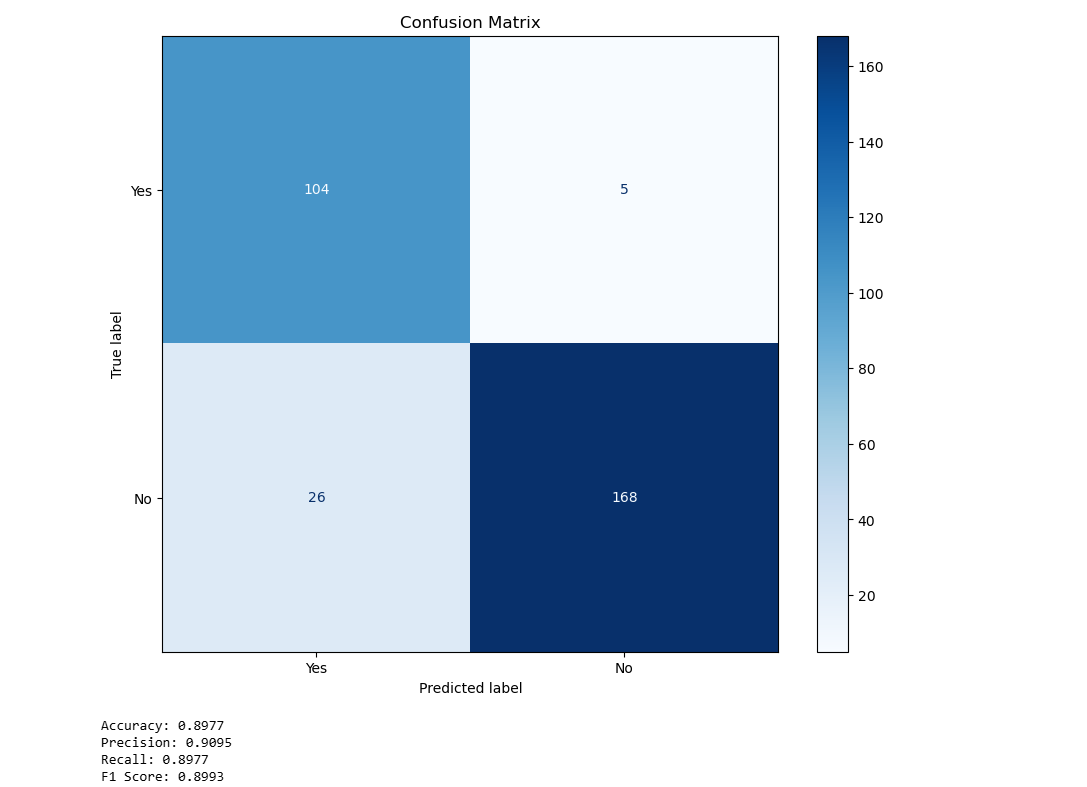 Confusion Matrix
160
140
120
100
80
60
40
20
True label
Yes
No
104
5
26
168
Yes
No
Predicted label
Accuracy: 0.8977
Precision: 0.9095
Recall: 0.8977
F1 Score: 0.8993